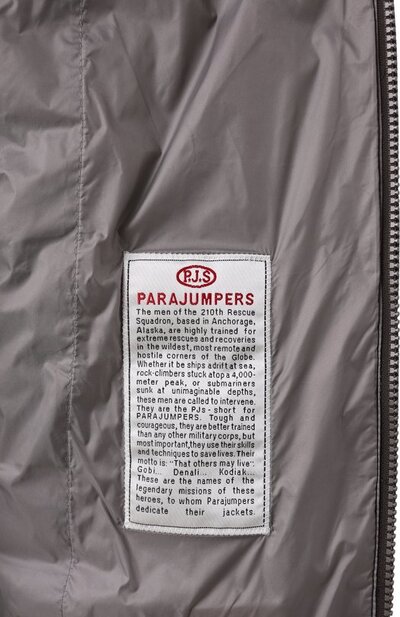 P.J.S
PARAJUMPERS
The men of the 210th Rescue
Squadron, based in Anchorage,
Alaska, are highly trained for
extreme rescues and recoveries
in the wildest, most remote and
hostile corners of the Globe.
Whether it be ships adrift at sea,
rock-climbers stuck atop a 4,000-
meter peak, or submariners
sunk at unimaginable depths,
these men are called to intervene.
They are the PJs - short for
PARAJUMPERS. Tough and
courageous, they are better trained
than any other military corps, but
most important, they use their skills
and techniques to save lives. Their
motto is: "That others may live":
Gobi... Denali... Kodiak...
These are the names of the
legendary missions of these
heroes, to whom Parajumpers
dedicate their jackets.